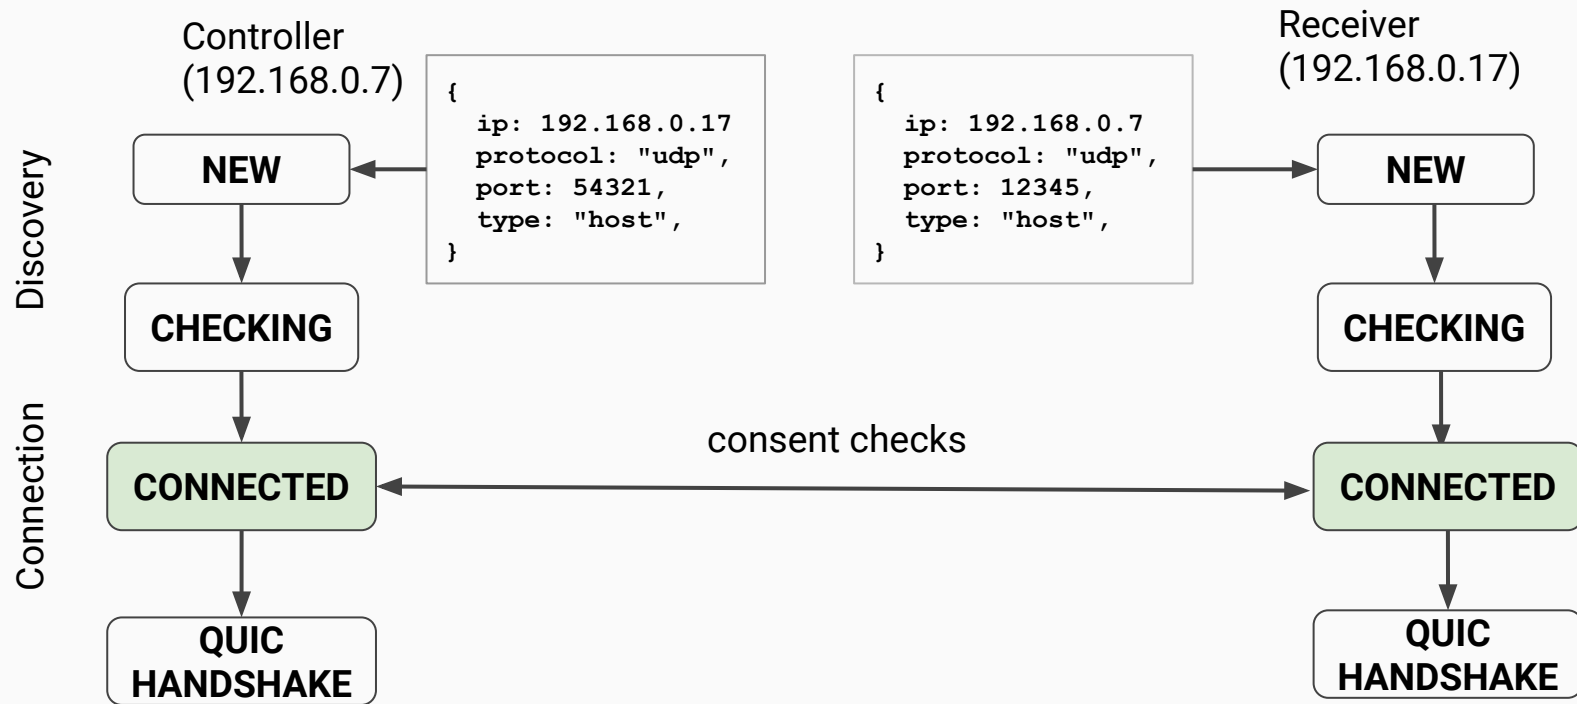 Controller
(192.168.0.7)
{
ip: 192.168.0.17
protocol: "udp",
port: 54321,
type: "host",
}
{
ip: 192.168.0.7
protocol: "udp",
port: 12345,
type: "host",
}
Receiver
(192.168.0.17)
Discovery
NEW
NEW
CHECKING
CHECKING
Connection
CONNECTED
consent checks
CONNECTED
QUIC
HANDSHAKE
QUIC
HANDSHAKE